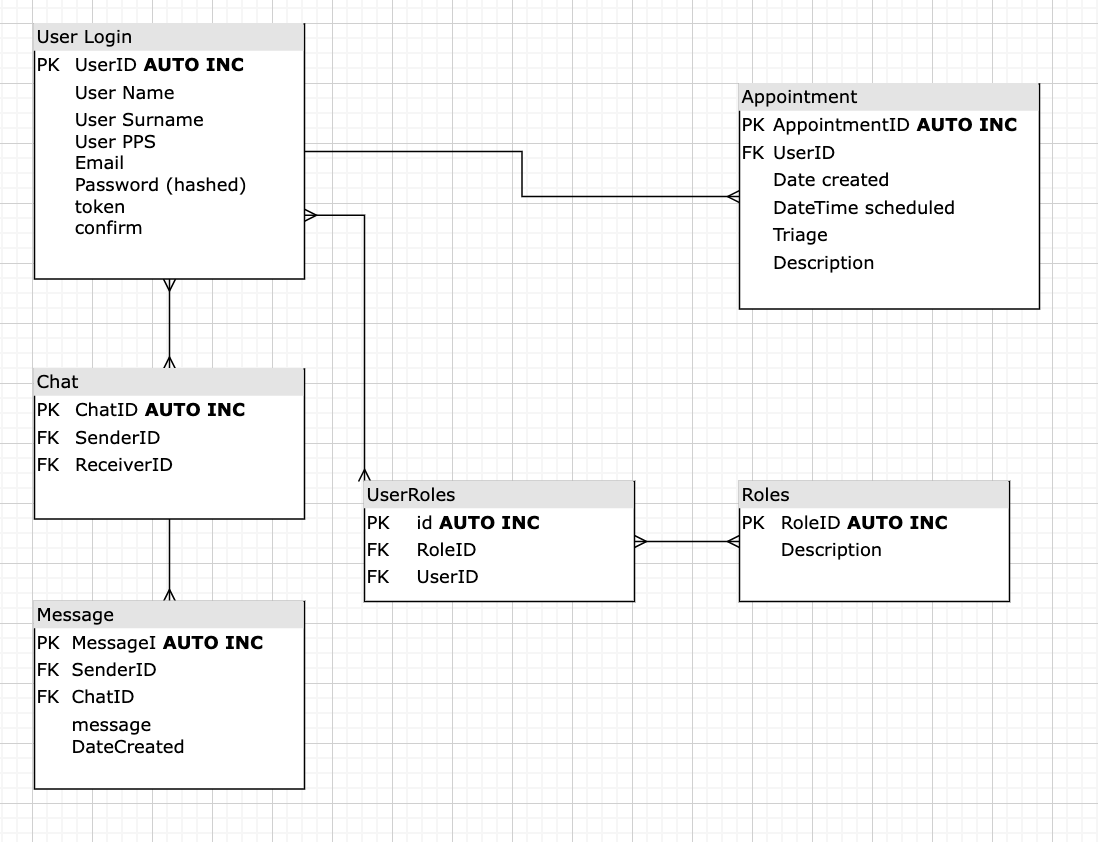 User Login
PK UserID AUTO INC
User Name
User Surname
User PPS
Email
Password (hashed)
token
confirm
Appointment
PK AppointmentID AUTO INC
FK UserID
Date created
DateTime scheduled
Triage
Description
Chat
PK ChatID AUTO INC
FK SenderID
FK ReceiverID
UserRoles
PK id AUTO INC
FK RoleID
FK UserID
Roles
PK RoleID AUTO INC
Description
Message
PK MessageI AUTO INC
FK SenderID
FK ChatID
message
DateCreated